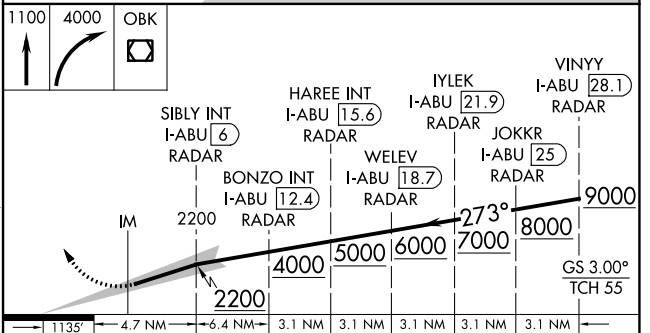 1100 4000 OBK
VINYY
I-ABU 28.1
RADAR
IYLEK
I-ABU 21.9
RADAR
HAREE INT
I-ABU 15.6
RADAR
SIBLY INT
I-ABU 6
RADAR
JOKKR
I-ABU 25
RADAR
WELEV
I-ABU 18.7
RADAR
BONZO INT
I-ABU 12.4
RADAR
IM
2200
273°
9000
8000
7000
6000
5000
4000
2200
GS 3.00°
TCH 55
1135' 4.7 NM 6.4 NM 3.1 NM 3.1 NM 3.1 NM 3.1 NM 3.1 NM